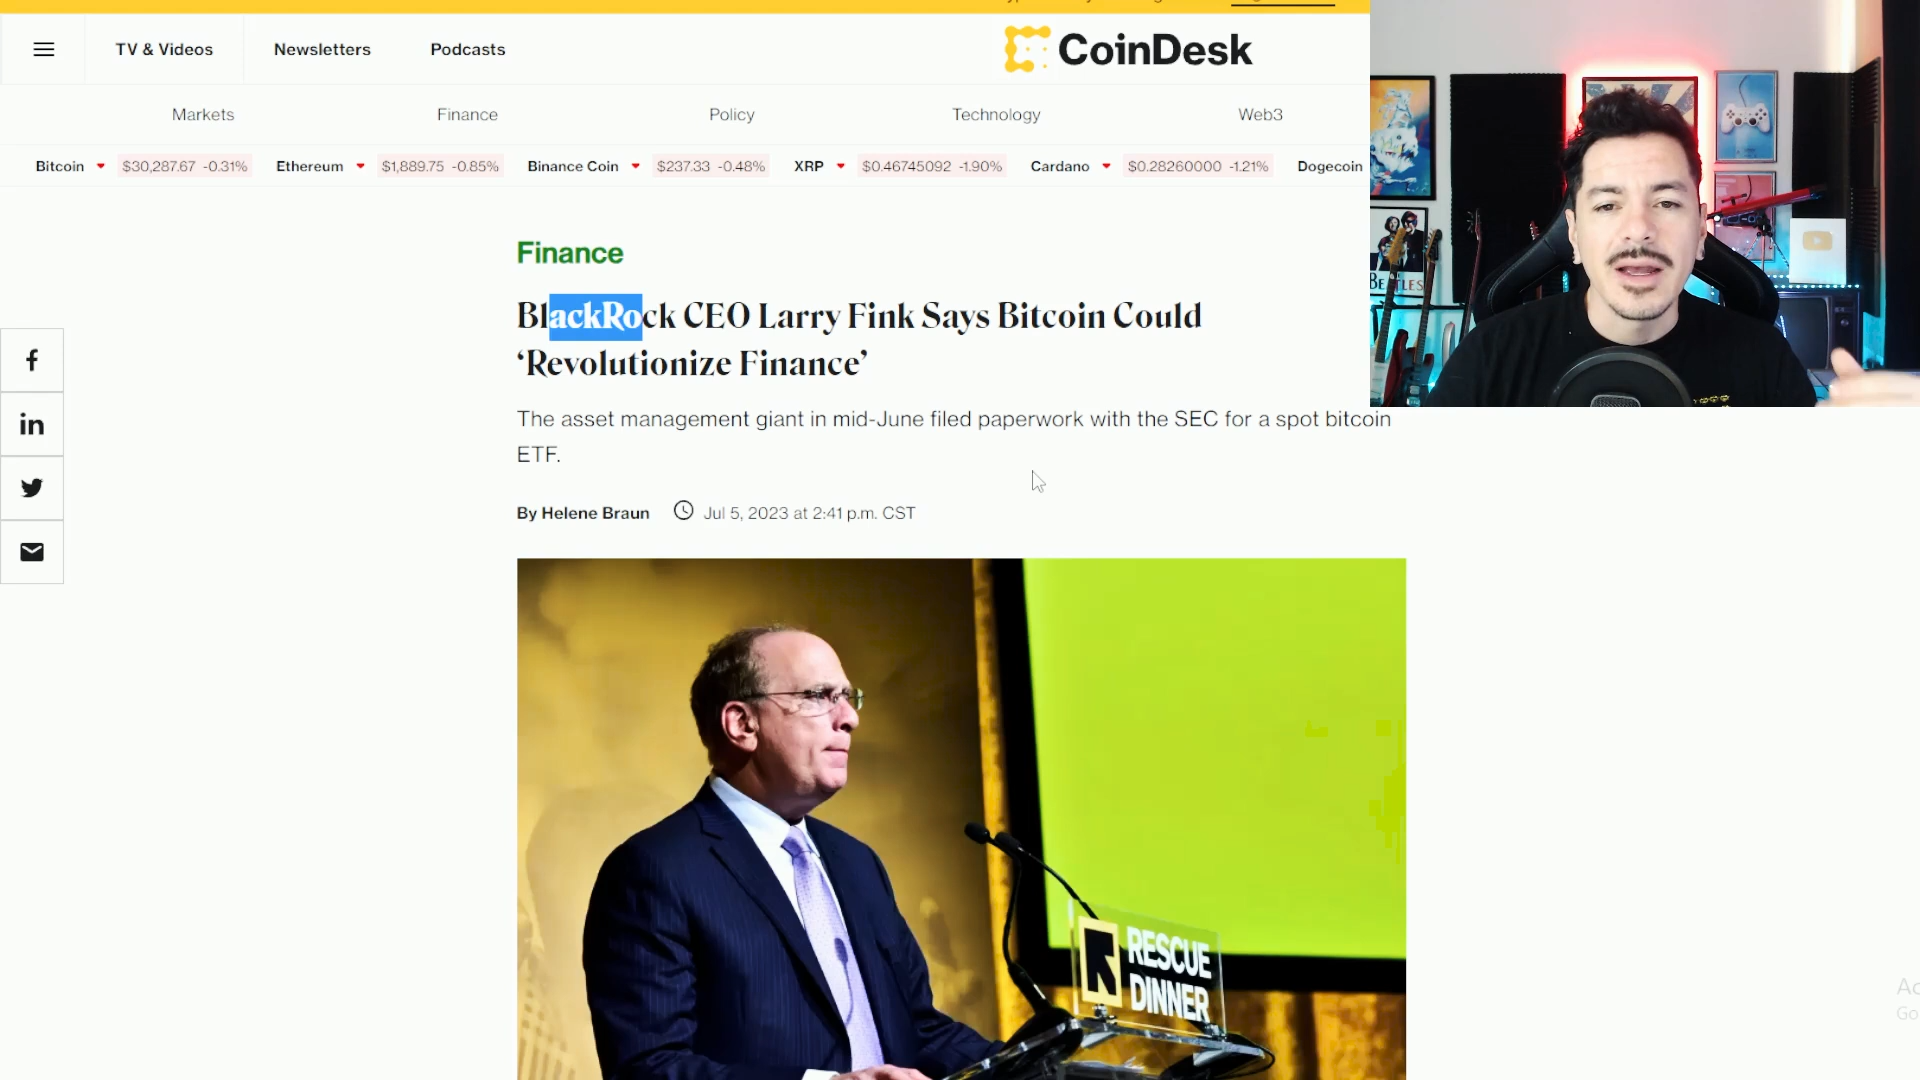 TV & Videos
Newsletters
Podcasts
CoinDesk
Markets
Finance
Policy
Technology
Web3
Bitcoin $30,287.67 -0.31%
Ethereum $1,889.75 -0.85%
Binance Coin $237.33 -0.48%
XRP $0.46745092 -1.90%
Cardano $0.28260000 -1.21%
Dogecoin
Finance
BlackRock CEO Larry Fink Says Bitcoin Could
‘Revolutionize Finance’
The asset management giant in mid-June filed paperwork with the SEC for a spot bitcoin
ETF.
By Helene Braun
Jul 5, 2023 at 2:41 p.m. CST
RESCUE
DINNER